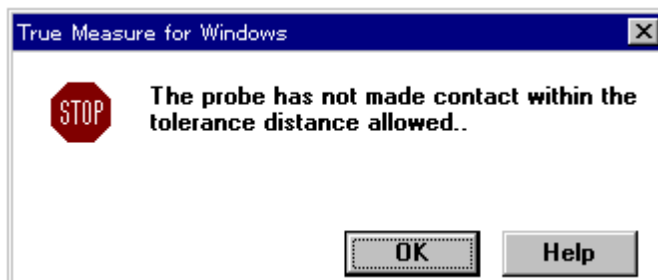 True Measure for Windows
STOP
The probe has not made contact within the
tolerance distance allowed..
OK
Help